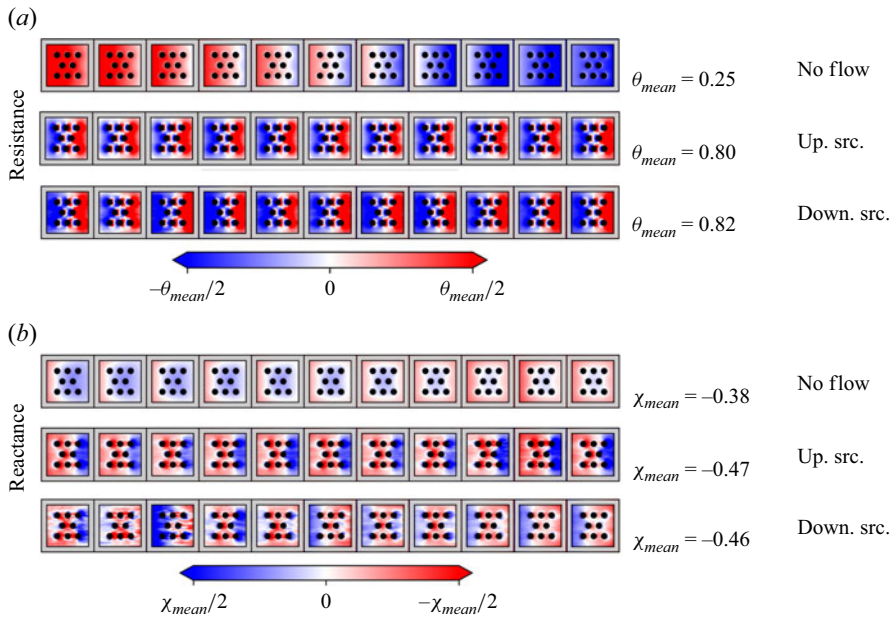 (a)
Resistance
θmean = 0.25 No flow
θmean = 0.80 Up. src.
θmean = 0.82 Down. src.
–θmean/2 0 θmean/2
(b)
Reactance
χmean = –0.38 No flow
χmean = –0.47 Up. src.
χmean = –0.46 Down. src.
χmean/2 0 –χmean/2